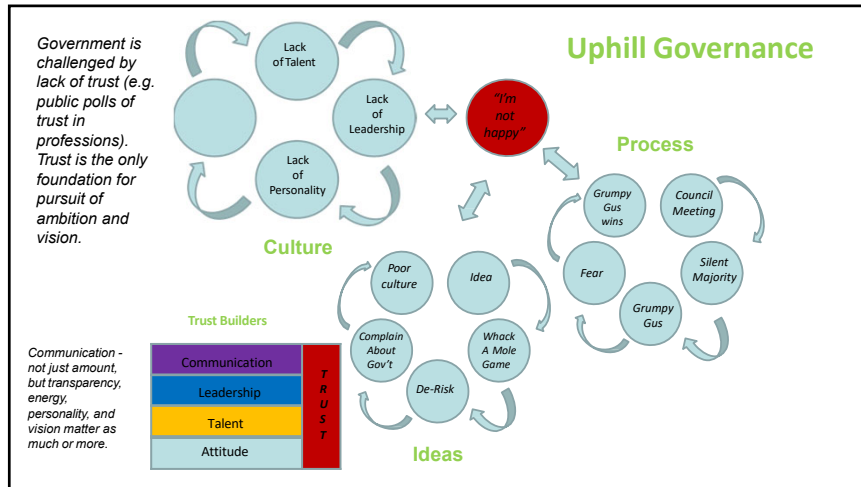 Uphill Governance
Government is
challenged by
lack of trust (e.g.
public polls of
trust in
professions).
Trust is the only
foundation for
pursuit of
ambition and
vision.
Lack
of Talent
Lack
of
Leadership
Lack
of
Personality
Culture
"I'm
not
happy"
Process
Grumpy
Gus
wins
Council
Meeting
Silent
Majority
Grumpy
Gus
Fear
Poor
culture
Idea
Whack
A Mole
Game
De-Risk
Complain
About
Gov't
Ideas
Trust Builders
Communication
Leadership
Talent
Attitude
T
R
U
S
T
Communication -
not just amount,
but transparency,
energy,
personality, and
vision matter as
much or more.